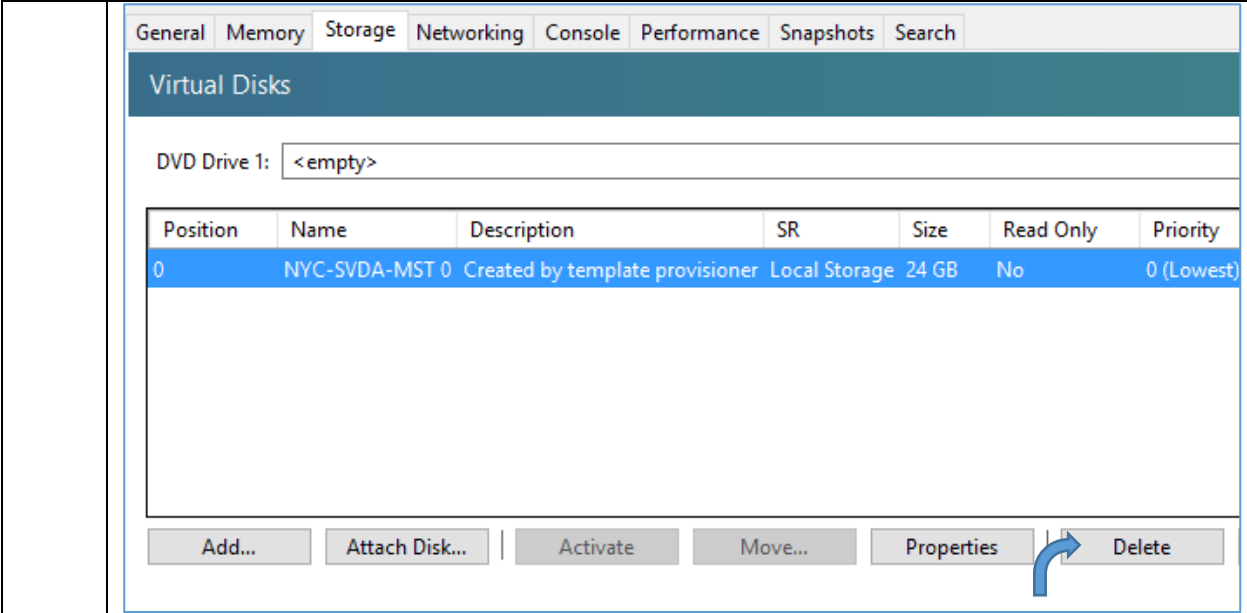 General Memory Storage Networking Console Performance Snapshots Search
Virtual Disks
DVD Drive 1: <empty>
Position Name Description SR Size Read Only Priority
0 NYC-SVDA-MST 0 Created by template provisioner Local Storage 24 GB No 0 (Lowest)
Add... Attach Disk... Activate Move... Properties Delete